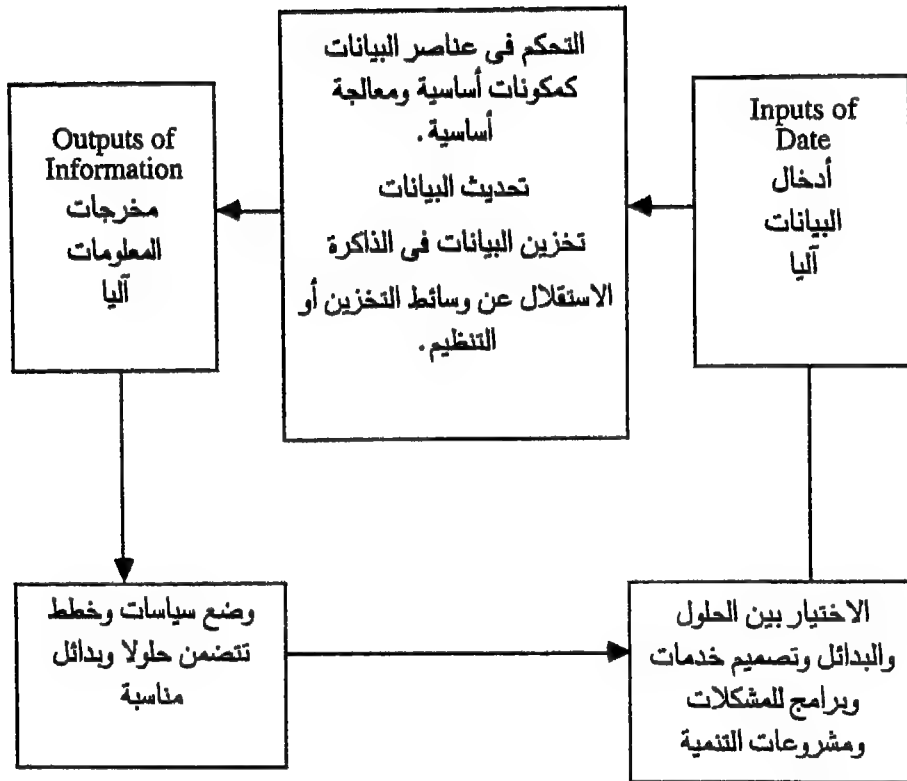 Inputs of
Date
أدخال
البيانات
آليا
التحكم فى عناصر البيانات
كمكونات أساسية ومعالجة
أساسية .
تحديث البيانات
تخزين البيانات فى الذاكرة
الاستقلال عن وسائط التخزين أو
التنظيم .
Outputs of
Information
مخرجات
المعلومات
آليا
وضع سياسات وخطط
تتضمن حلولا وبدائل
مناسبة
الاختيار بين الحلول
والبدائل وتصميم خدمات
وبرامج للمشكلات
ومشروعات التنمية